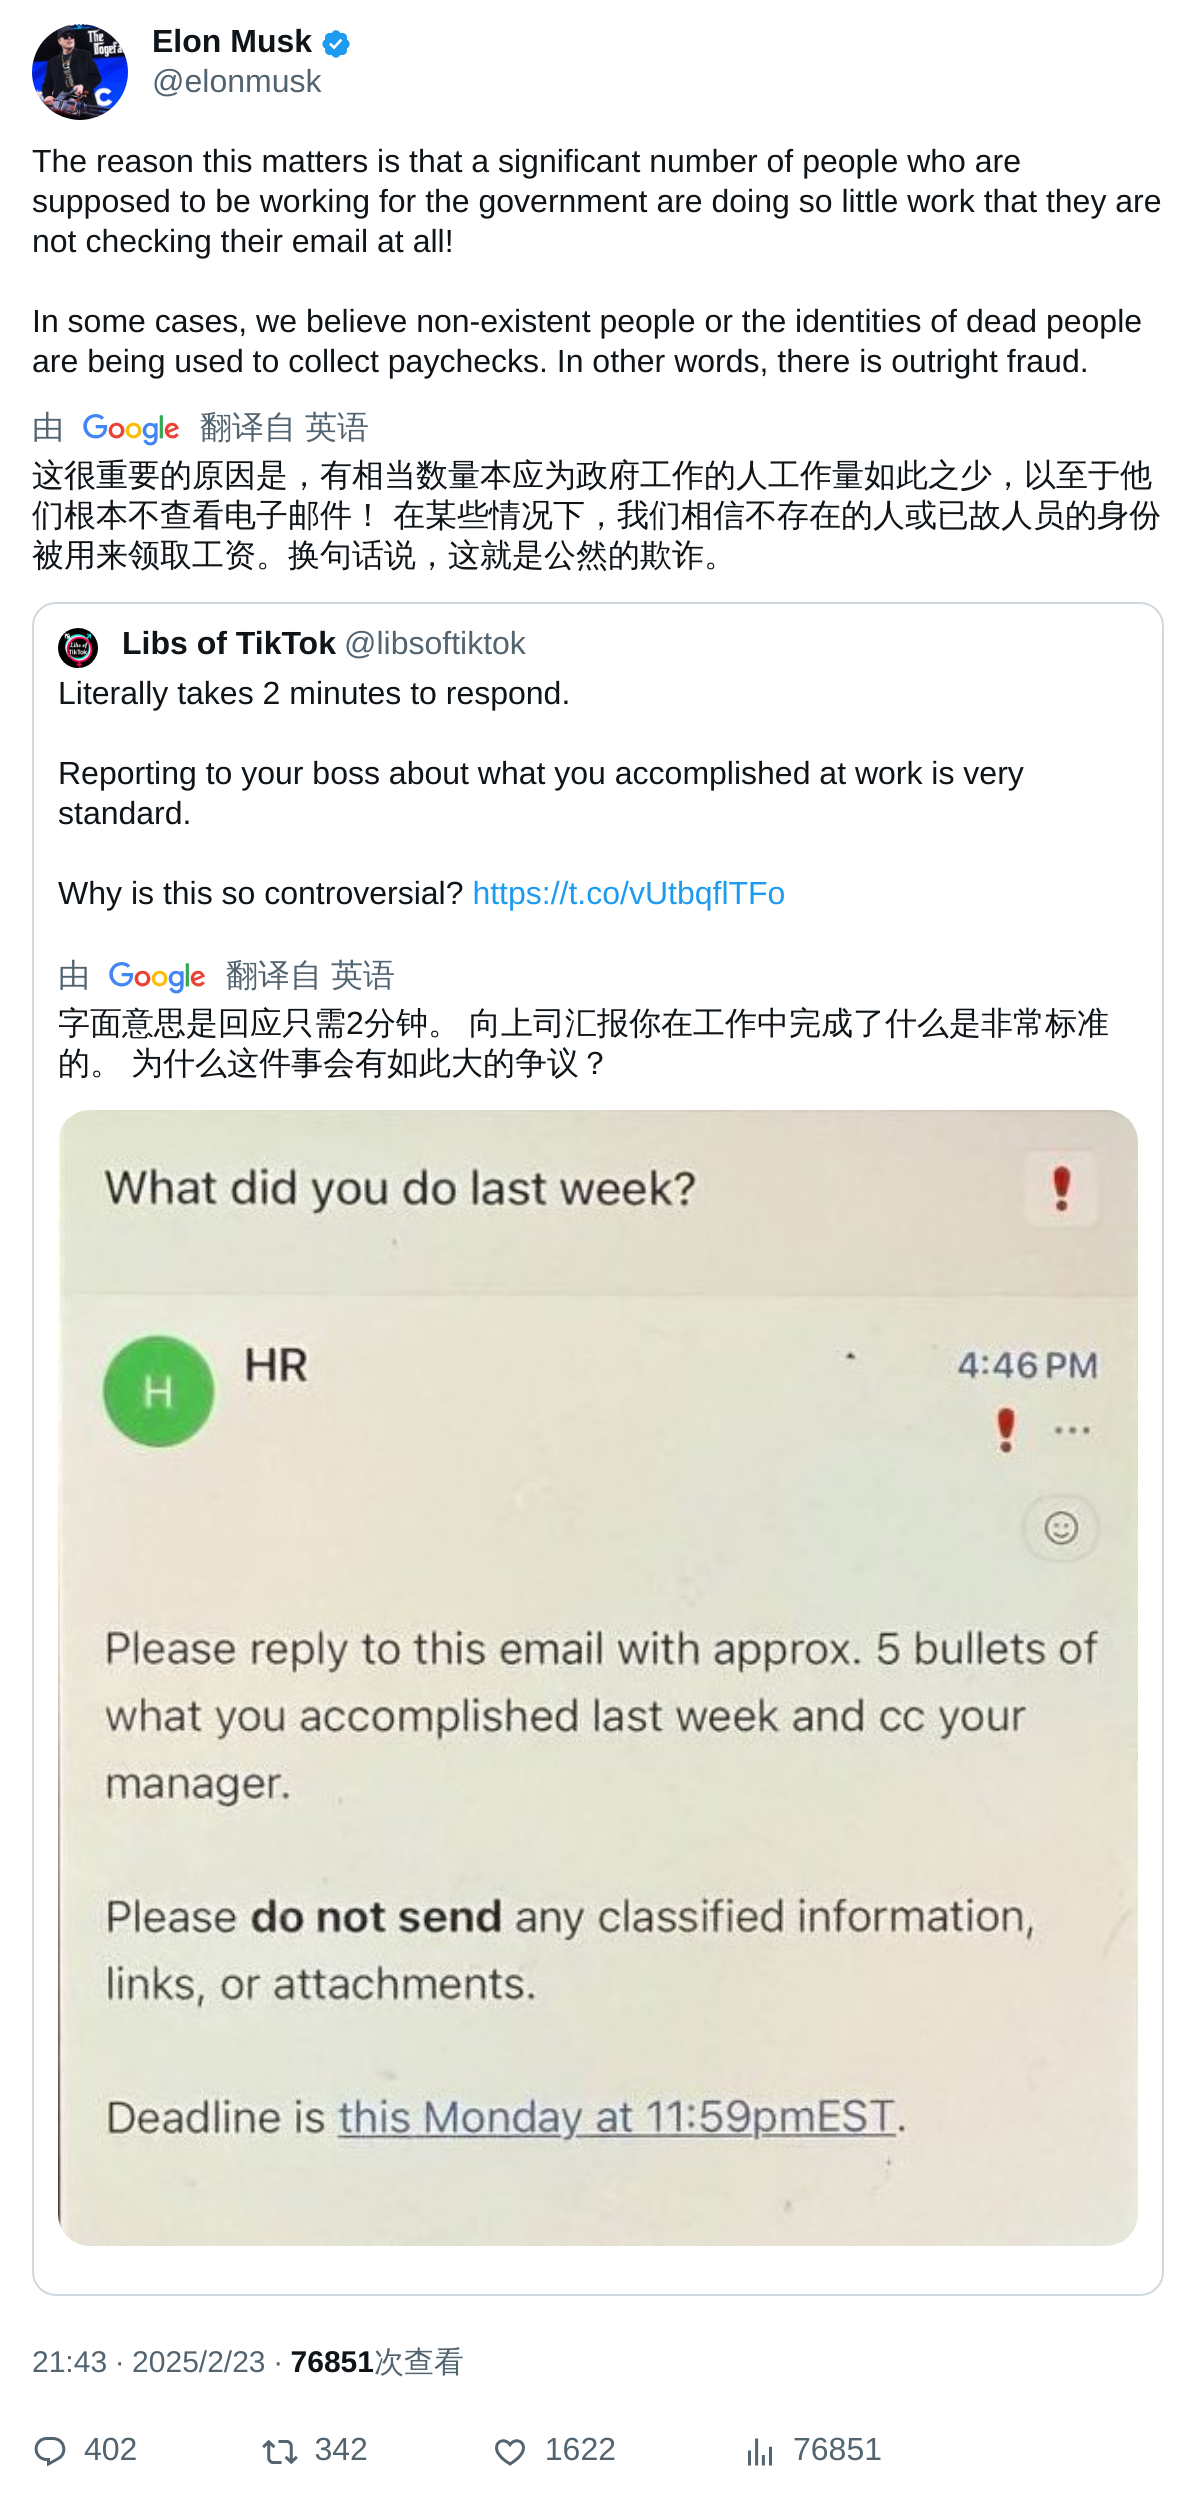 The Dogefa
C
Elon Musk
@elonmusk
The reason this matters is that a significant number of people who are
supposed to be working for the government are doing so little work that they are
not checking their email at all!
In some cases, we believe non-existent people or the identities of dead people
are being used to collect paychecks. In other words, there is outright fraud.
由 Google 翻译自 英语
这很重要的原因是，有相当数量本应为政府工作的人工作量如此之少，以至于他
们根本不查看电子邮件！ 在某些情况下，我们相信不存在的人或已故人员的身份
被用来领取工资。换句话说，这就是公然的欺诈。
Libs of TikTok
Libs of TikTok @libsoftiktok
Literally takes 2 minutes to respond.
Reporting to your boss about what you accomplished at work is very
standard.
Why is this so controversial? https://t.co/vUtbqflTFo
由 Google 翻译自 英语
字面意思是回应只需2分钟。 向上司汇报你在工作中完成了什么是非常标准
的。 为什么这件事会有如此大的争议？
What did you do last week?
H
HR
4:46 PM
Please reply to this email with approx. 5 bullets of
what you accomplished last week and cc your
manager.
Please do not send any classified information,
links, or attachments.
Deadline is this Monday at 11:59pmEST.
21:43 · 2025/2/23 · 76851次查看
402 342 1622 76851